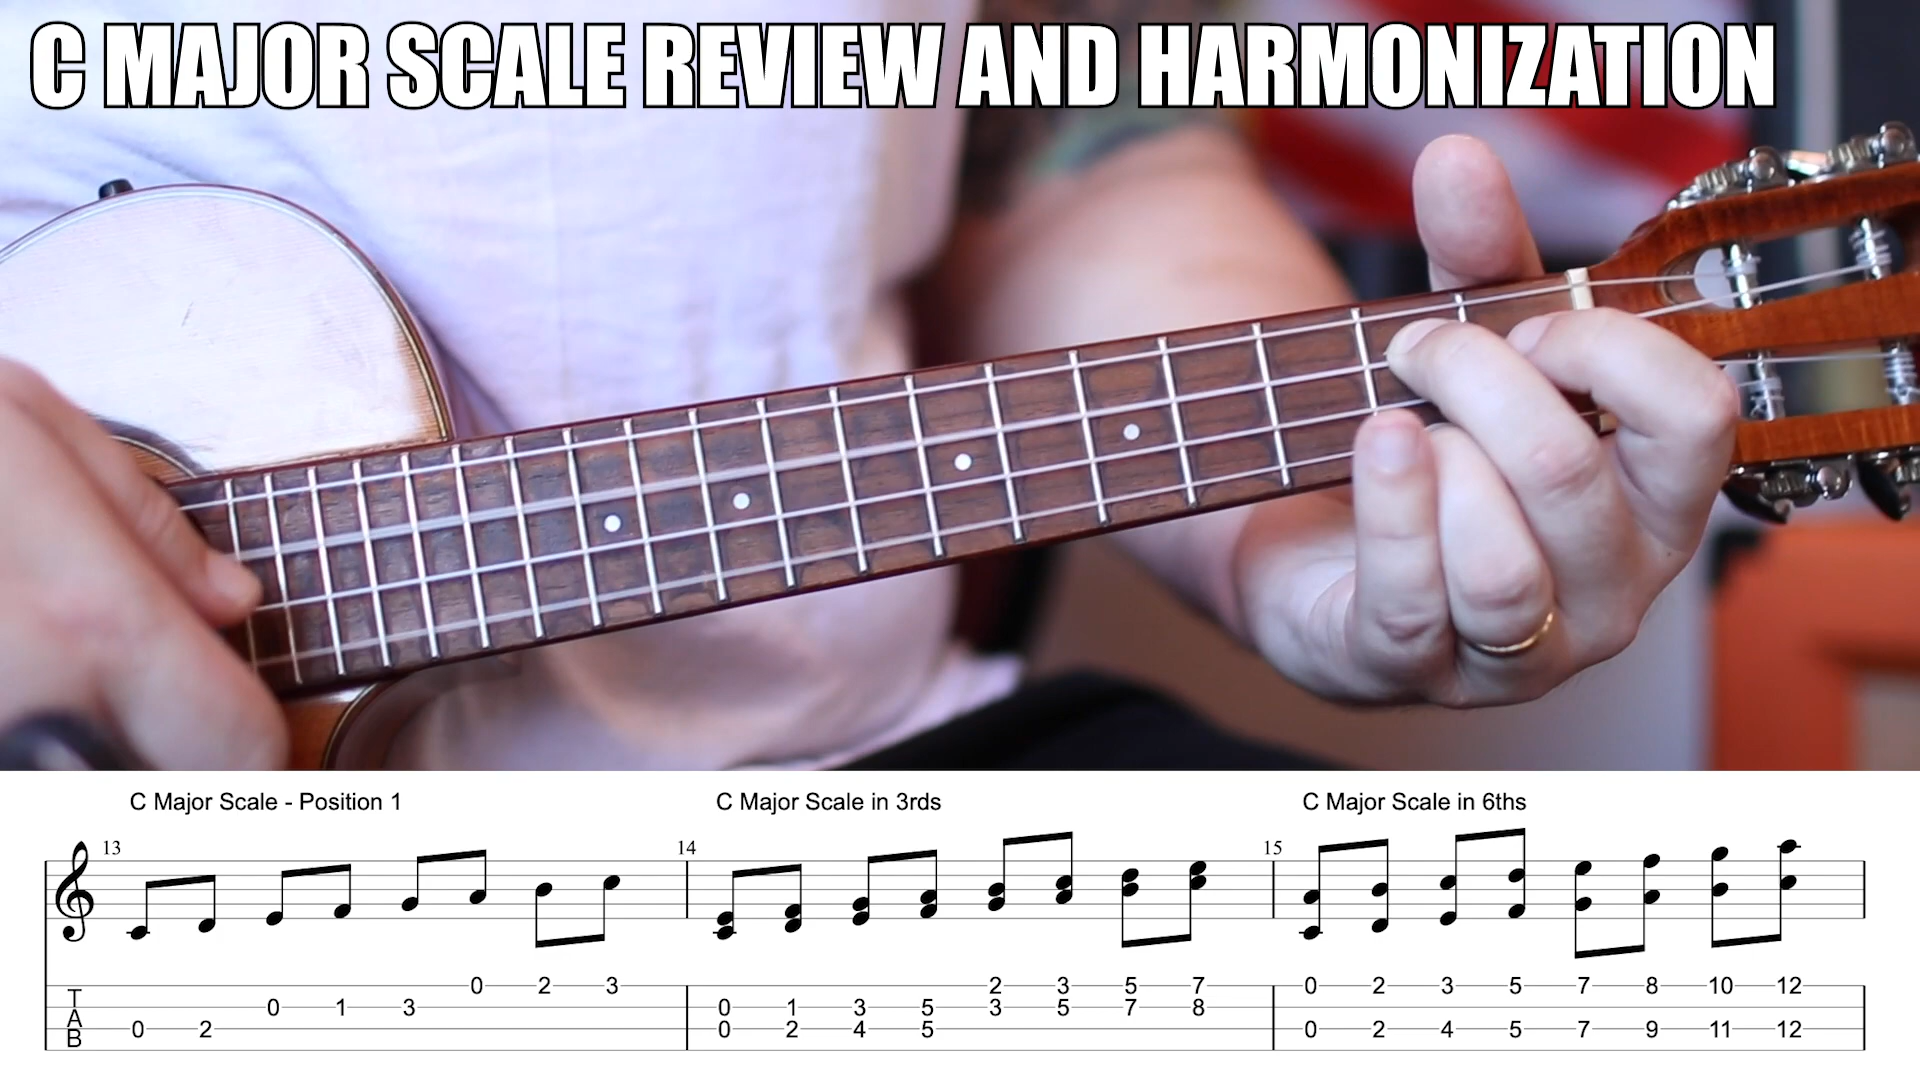 C MAJOR SCALE REVIEW AND HARMONIZATION
C Major Scale - Position 1 C Major Scale in 3rds C Major Scale in 6ths
13 14 15
0 2 3 2 3 5 7 0 2 3 5 7 8 10 12
T 0 1 3 0 1 3 5 3 5 7 8
A
B 0 2 0 2 4 5 0 2 4 5 7 9 11 12